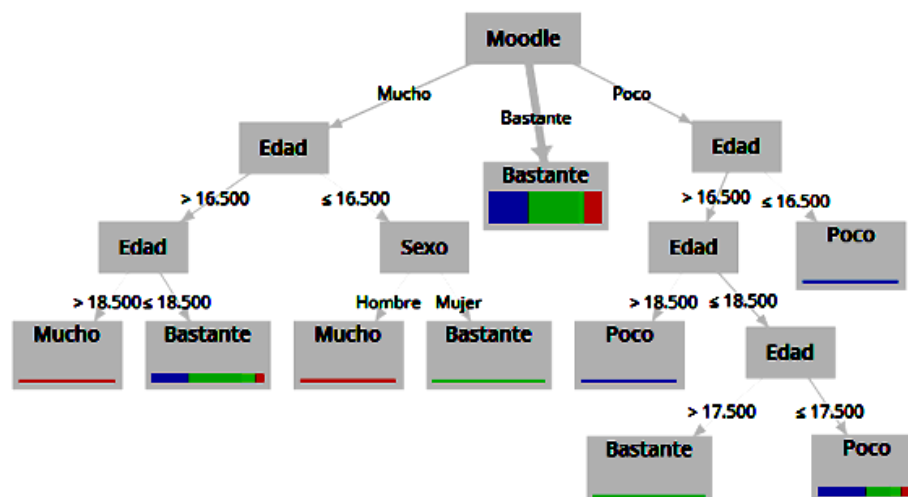 Moodle
Mucho
Bastante
Poco
Edad
Bastante
Edad
> 16.500
≤ 16.500
> 16.500
≤ 16.500
Edad
Sexo
Edad
Poco
> 18.500
≤ 18.500
Hombre
Mujer
> 18.500
≤ 18.500
Mucho
Bastante
Mucho
Bastante
Poco
Edad
> 17.500
≤ 17.500
Bastante
Poco